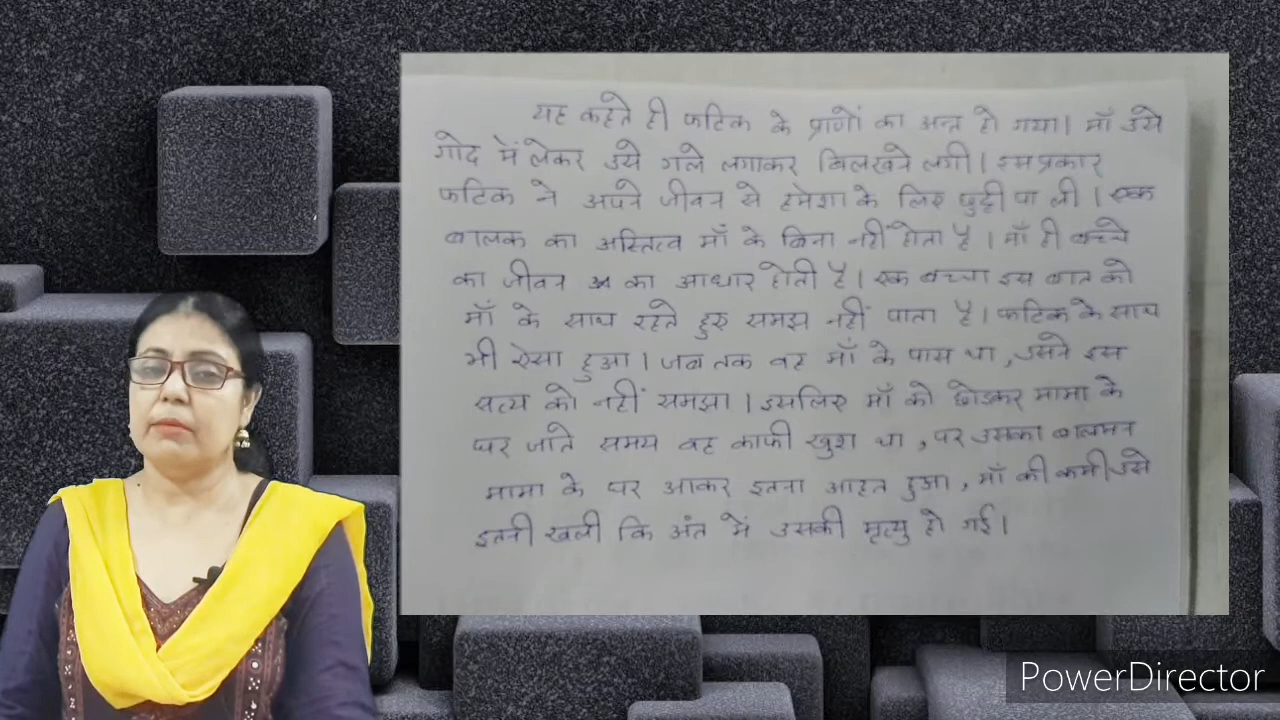 यह कहते ही फटिक के प्राणों का अन्त हो गया। माँ उसे
गोद में लेकर उसे गले लगाकर बिलखने लगी। इसप्रकार
फटिक ने अपने जीवन से हमेशा के लिए छुट्टी पा ली। एक
बालक का अस्तित्व माँ के बिना नहीं होता है। माँ ही बच्चे
का जीवन का आधार होती है। एक बच्चा इस बात को
माँ के साथ रहते हुए समझ नहीं पाता है। फटिक के साथ
भी ऐसा हुआ। जब तक वह माँ के पास था, उसने इस
सत्य को नहीं समझा। इसलिए माँ को छोडकर मामा के
घर जाते समय वह काफी खुश था, पर उसका बालमन
मामा के घर आकर इतना आहत हुआ, माँ की कमी उसे
इतनी खली कि अंत में उसकी मृत्यु हो गई।
PowerDirector